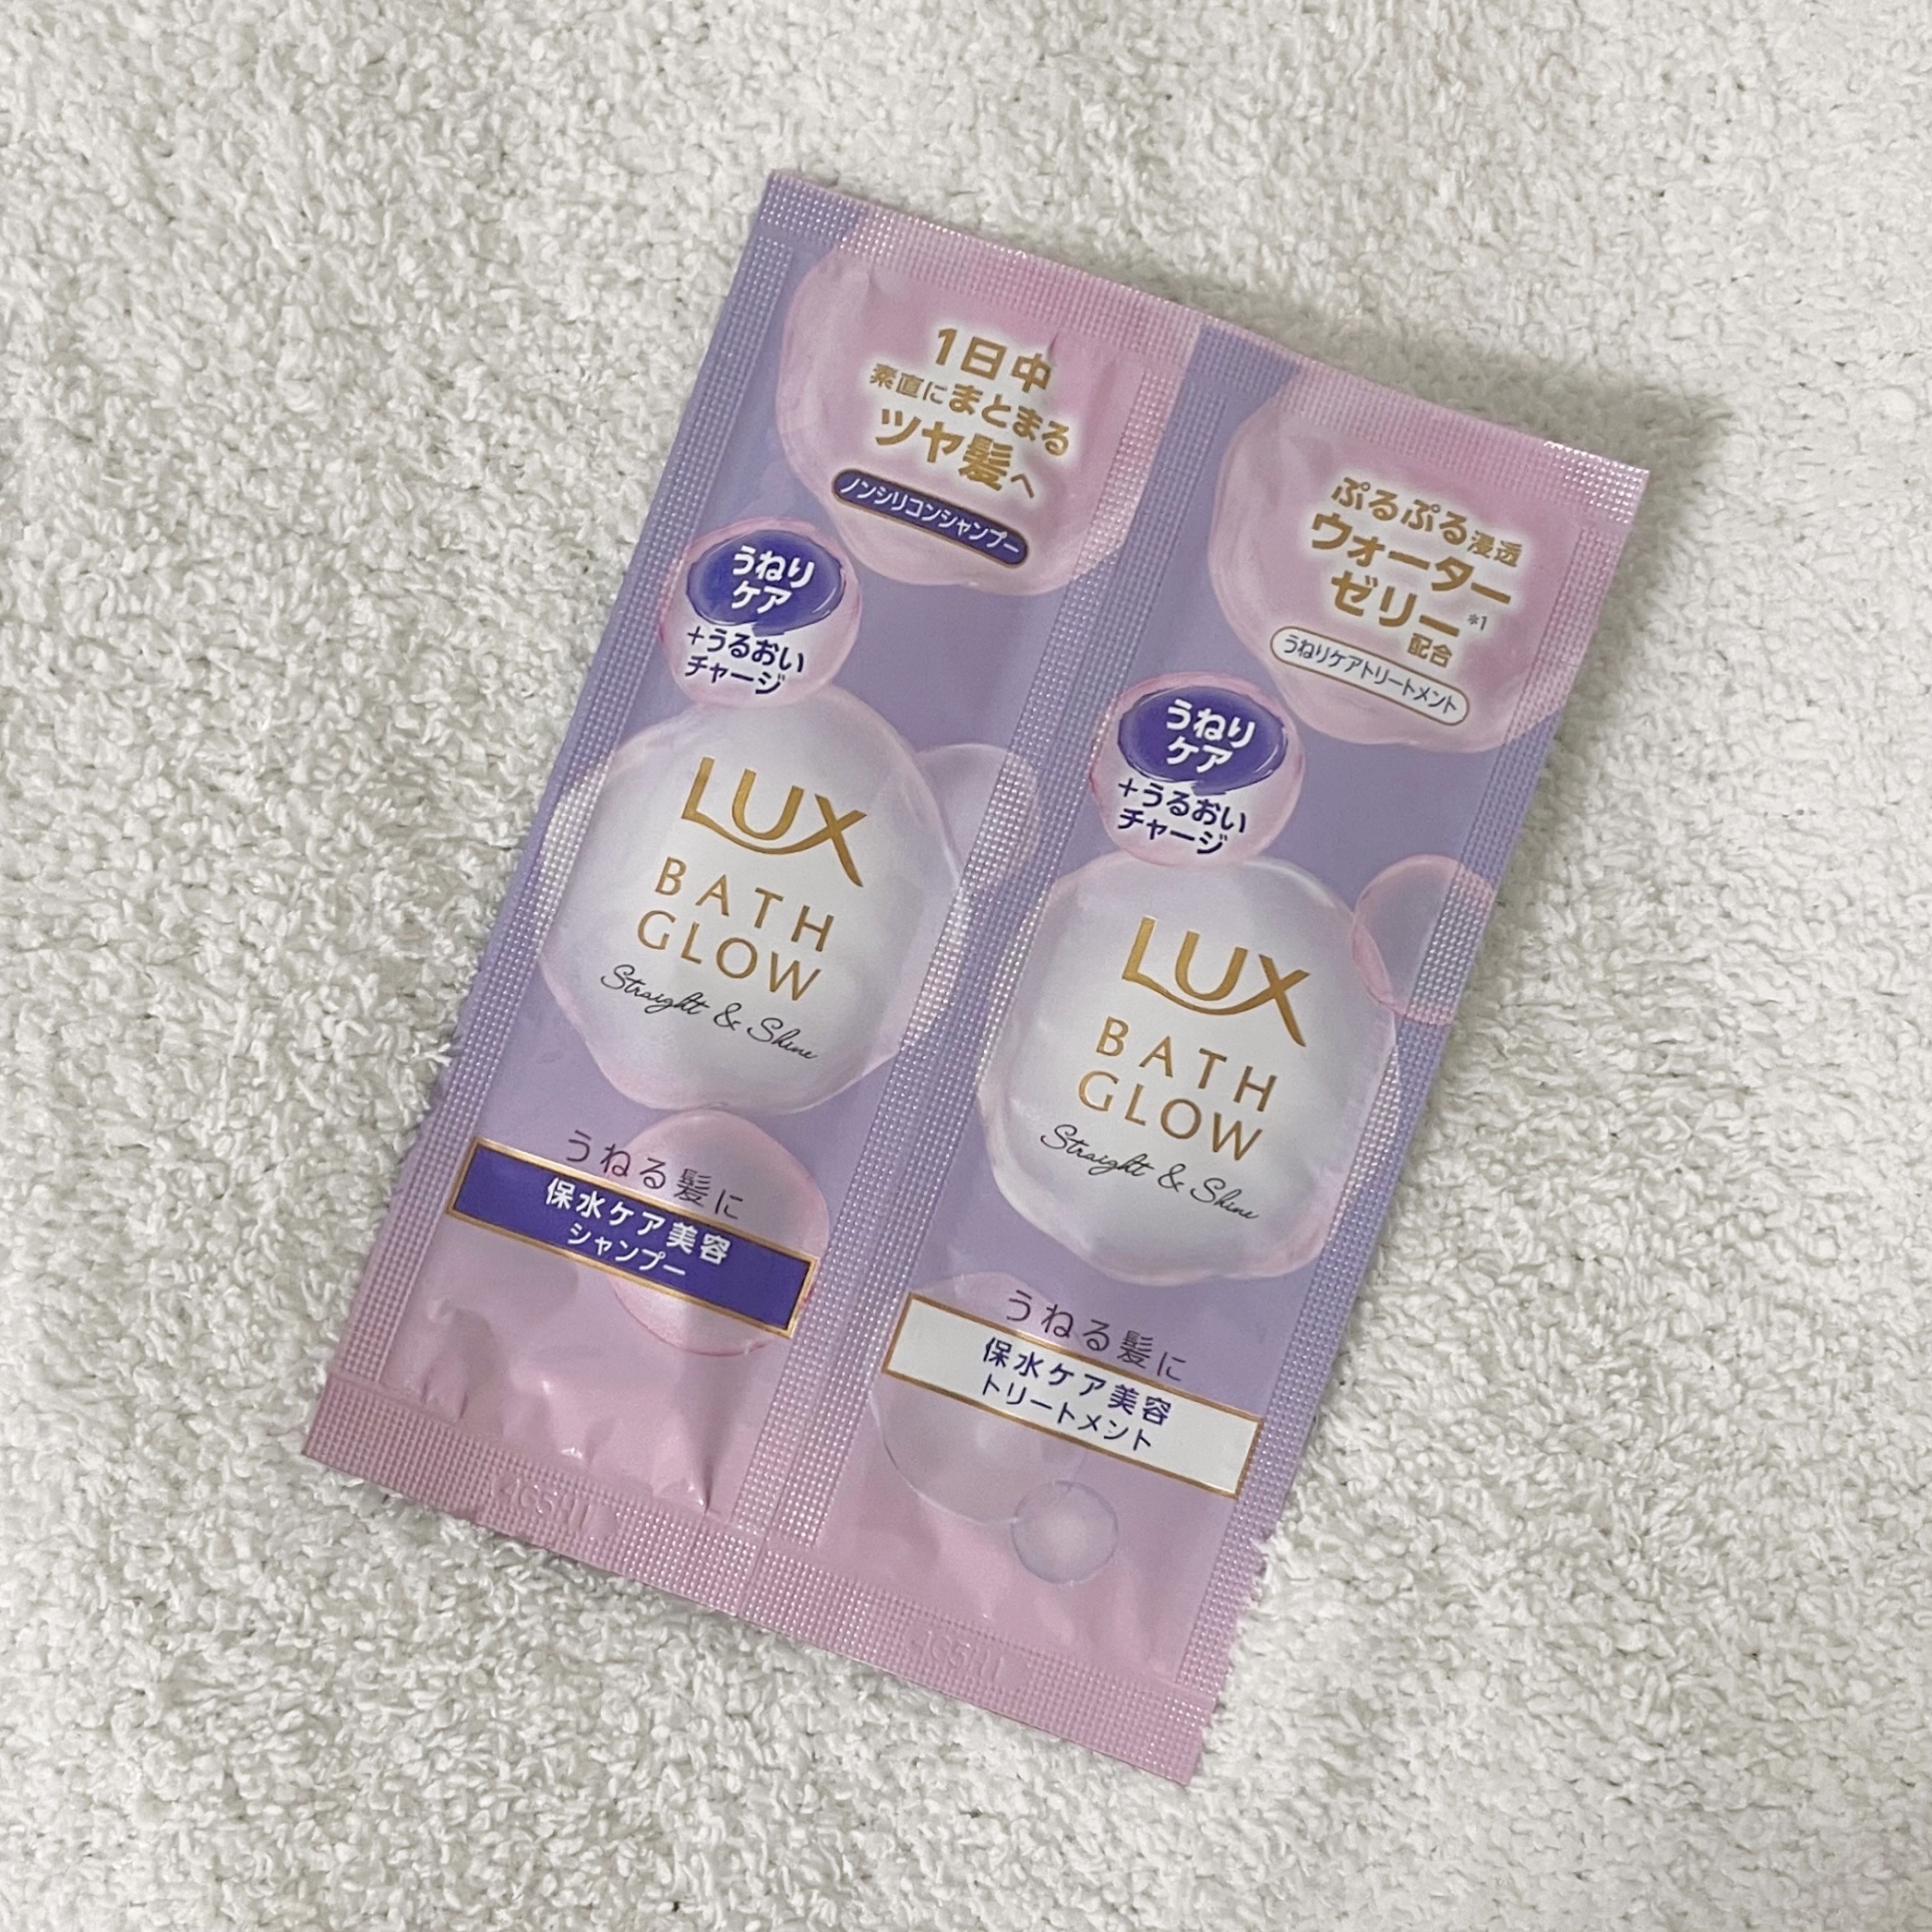 1日中
素直にまとまる
ツヤ髪へ
ノンシリコンシャンプー
うねり
ケア
+うるおい
チャージ
LUX
BATH
GLOW
Straight & Shine
うねる髪に
保水ケア美容
シャンプー
ぷるぷる浸透
ウォーター
ゼリー*1
配合
うねりケアトリートメント
うねり
ケア
+うるおい
チャージ
LUX
BATH
GLOW
Straight & Shine
うねる髪に
保水ケア美容
トリートメント